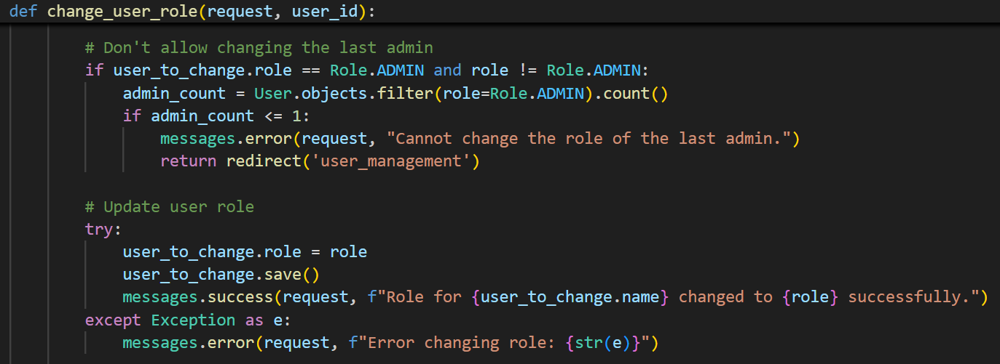 def change_user_role(request, user_id):
# Don't allow changing the last admin
if user_to_change.role == Role.ADMIN and role != Role.ADMIN:
admin_count = User.objects.filter(role=Role.ADMIN).count()
if admin_count <= 1:
messages.error(request, "Cannot change the role of the last admin.")
return redirect('user_management')
# Update user role
try:
user_to_change.role = role
user_to_change.save()
messages.success(request, f"Role for {user_to_change.name} changed to {role} successfully.")
except Exception as e:
messages.error(request, f"Error changing role: {str(e)}")